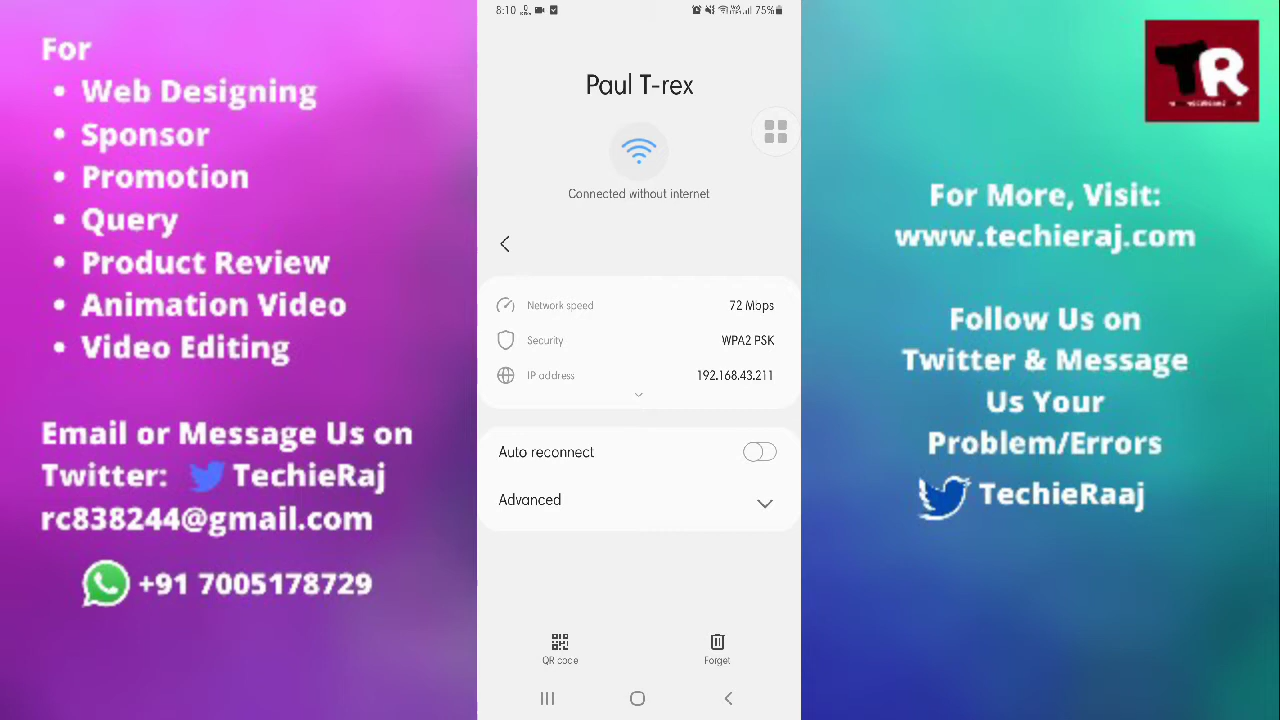 For
• Web Designing
• Sponsor
• Promotion
• Query
• Product Review
• Animation Video
• Video Editing
Email or Message Us on
Twitter: TechieRaj
rc838244@gmail.com
+91 7005178729
8:10
75%
Paul T-rex
Connected without internet
Network speed 72 Mbps
Security WPA2 PSK
IP address 192.168.43.211
Auto reconnect
Advanced
QR code
Forget
TR
For More, Visit:
www.techieraj.com
Follow Us on
Twitter & Message
Us Your
Problem/Errors
TechieRaaj